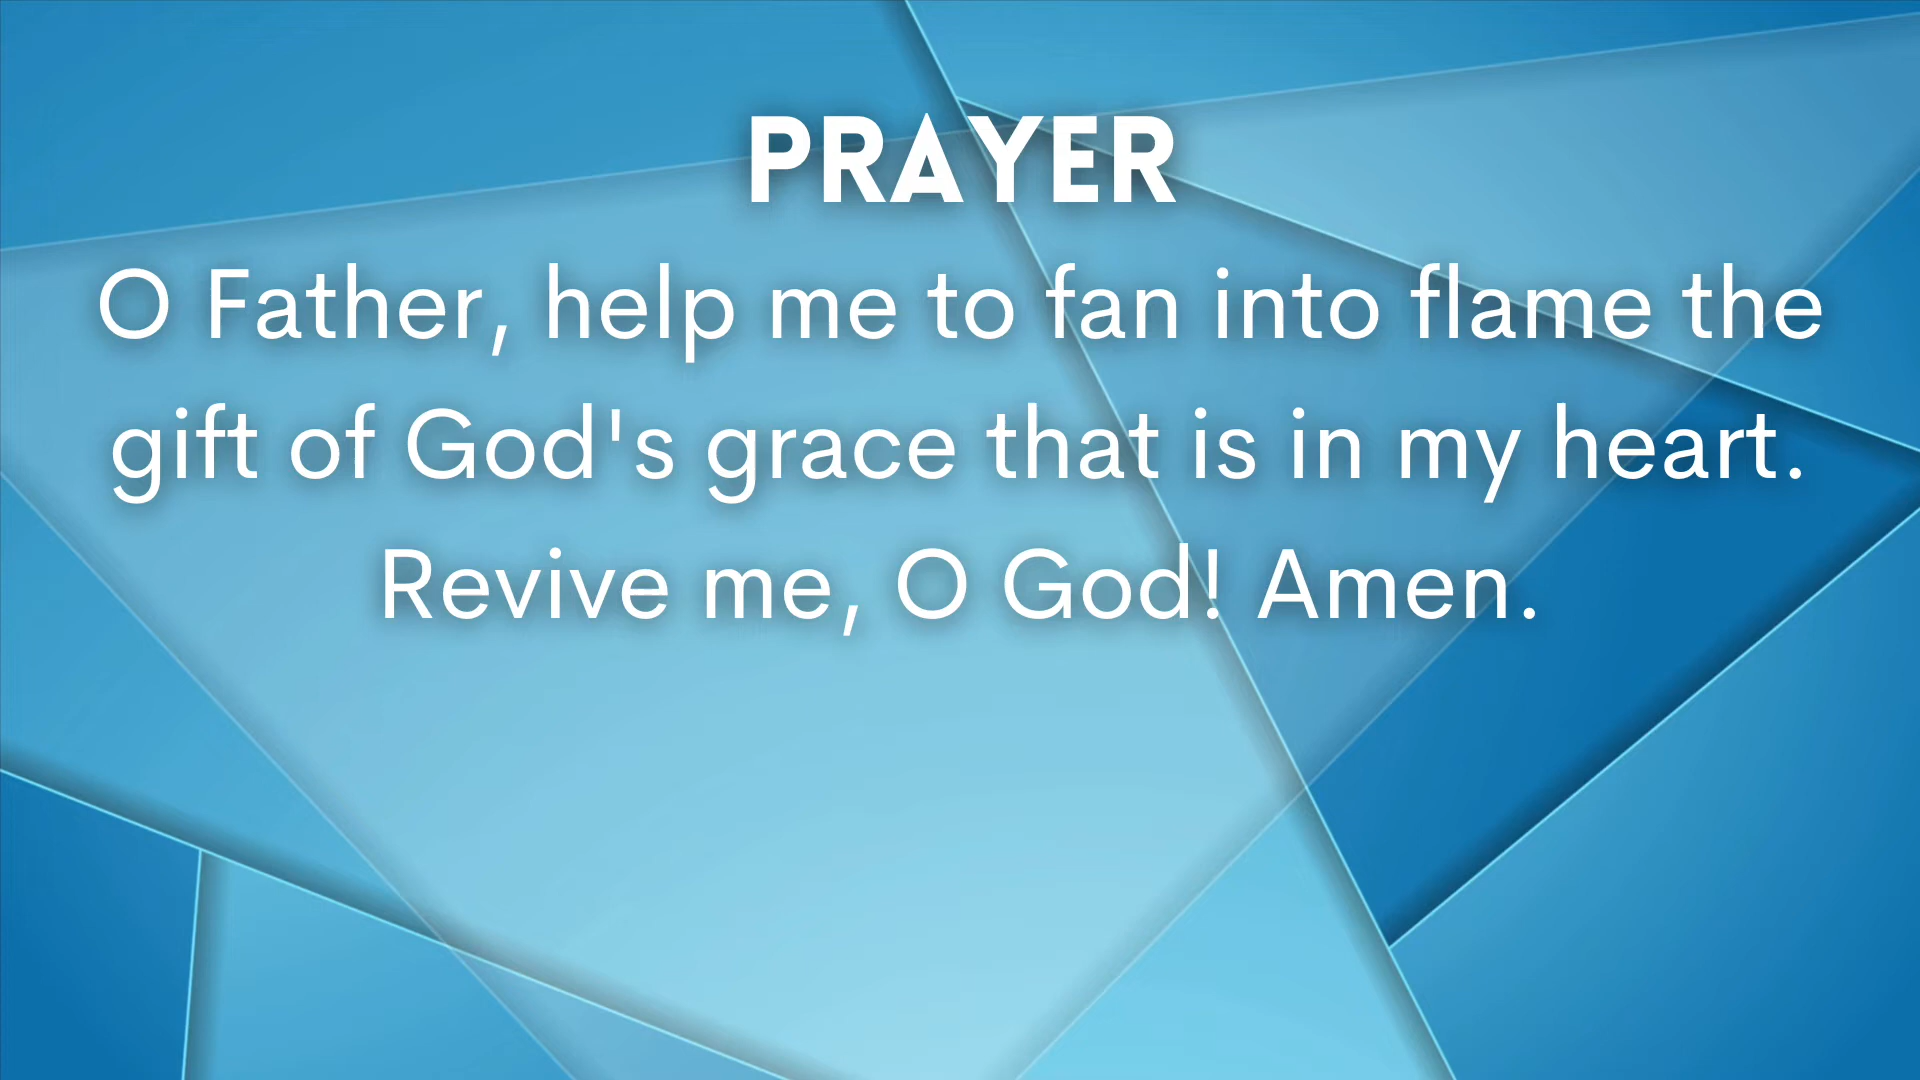 PRAYER
O Father, help me to fan into flame the
gift of God's grace that is in my heart.
Revive me, O God! Amen.